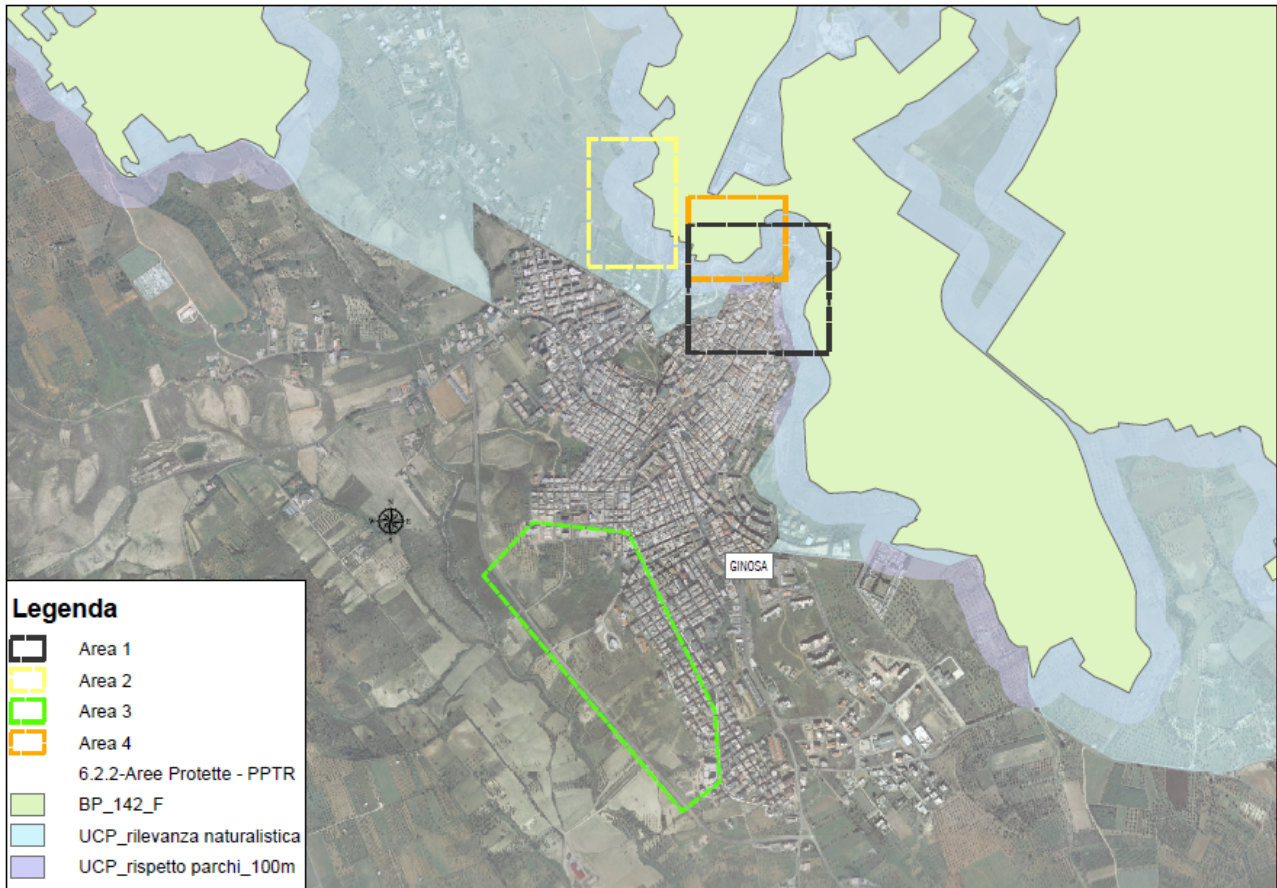 N
W
E
S
GINOSA
Legenda
Area 1
Area 2
Area 3
Area 4
6.2.2-Aree Protette - PPTR
BP_142_F
UCP_rilevanza naturalistica
UCP_rispetto parchi_100m